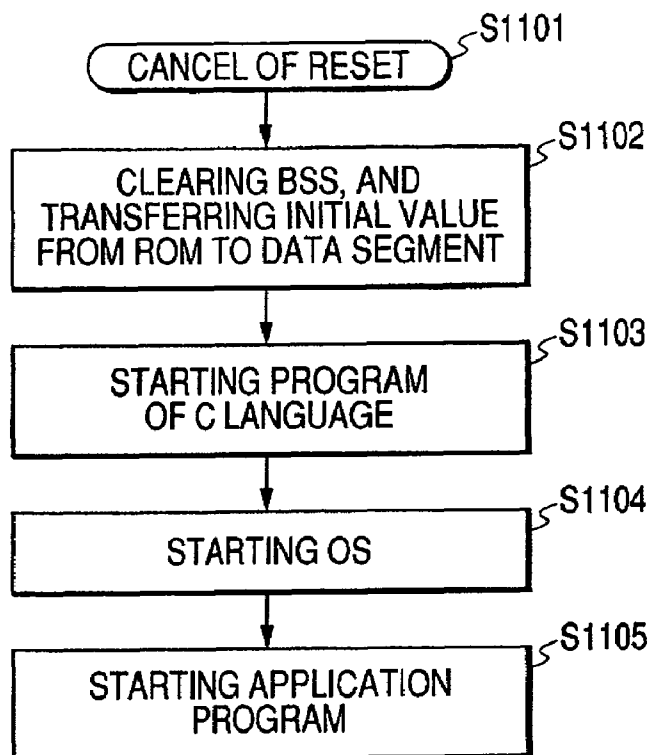 S1101
CANCEL OF RESET
S1102
CLEARING BSS, AND
TRANSFERRING INITIAL VALUE
FROM ROM TO DATA SEGMENT
S1103
STARTING PROGRAM
OF C LANGUAGE
S1104
STARTING OS
S1105
STARTING APPLICATION
PROGRAM